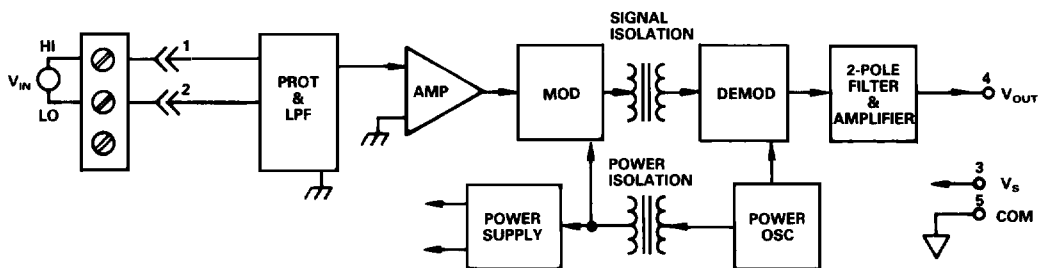 SIGNAL
ISOLATION
HI
V_IN
LO
1
2
PROT
&
LPF
AMP
MOD
DEMOD
2-POLE
FILTER
&
AMPLIFIER
4
V_OUT
POWER
ISOLATION
POWER
SUPPLY
POWER
OSC
3
V_S
5
COM